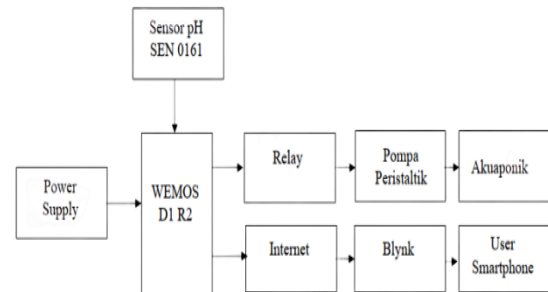 Sensor pH
SEN 0161
Power
Supply
WEMOS
D1 R2
Relay
Pompa
Peristaltik
Akuaponik
Internet
Blynk
User
Smartphone